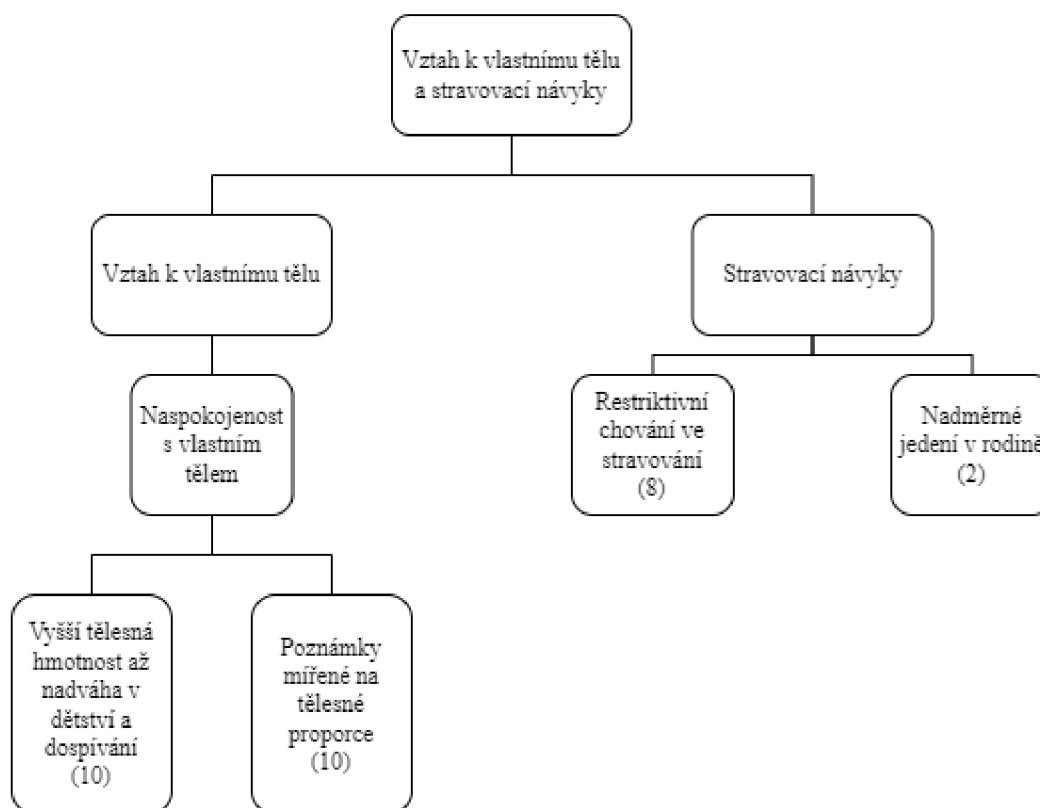 Vztah k vlastnímu tělu
a stravovací návyky
Vztah k vlastnímu tělu
Stravovací návyky
Naspokojenost
s vlastním
tělem
Restriktivní
chování ve
stravování
(8)
Nadměrné
jedení v rodině
(2)
Vyšší tělesná
hmotnost až
nadváha v
dětství a
dospívání
(10)
Poznámky
mířené na
tělesné
proporce
(10)